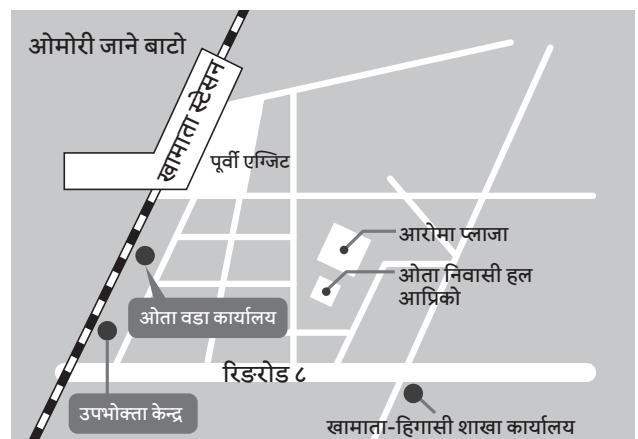 ओमोरी जाने बाटो
खामाता स्टेसन
पूर्वी एग्जिट
आरोमा प्लाजा
ओता निवासी हल
आप्रिको
ओता वडा कार्यालय
रिङरोड ८
उपभोक्ता केन्द्र
खामाता-हिगासी शाखा कार्यालय